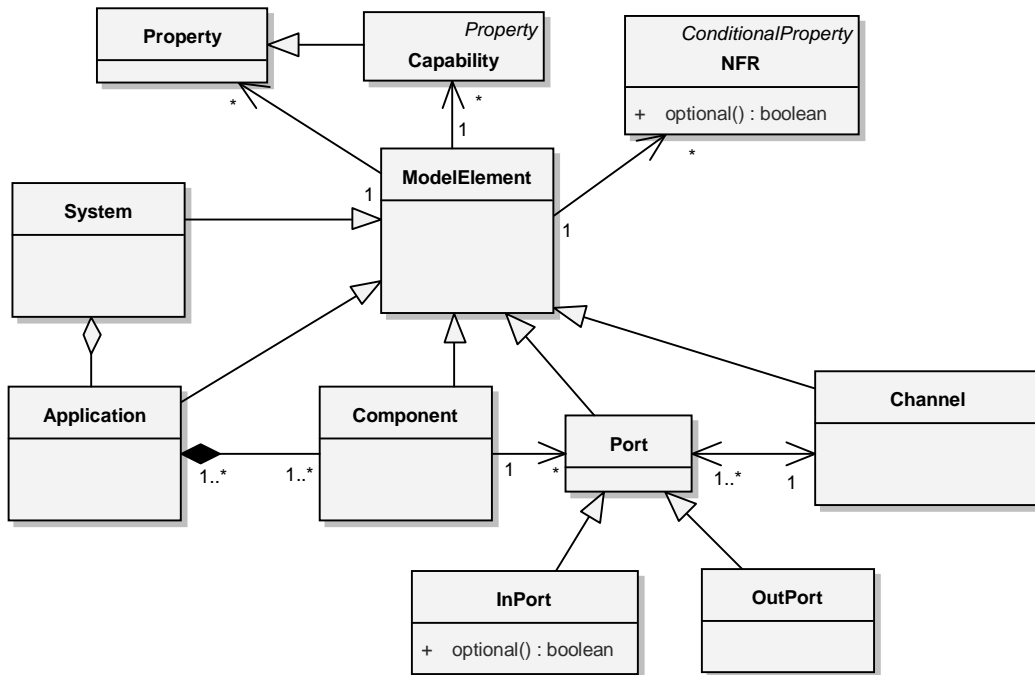 Property
Property
Capability
ConditionalProperty
NFR
+ optional() : boolean
*
*
1
*
ModelElement
1
1
System
Application
1..*
1..*
Component
1
*
Port
1..*
1
Channel
InPort
+ optional() : boolean
OutPort